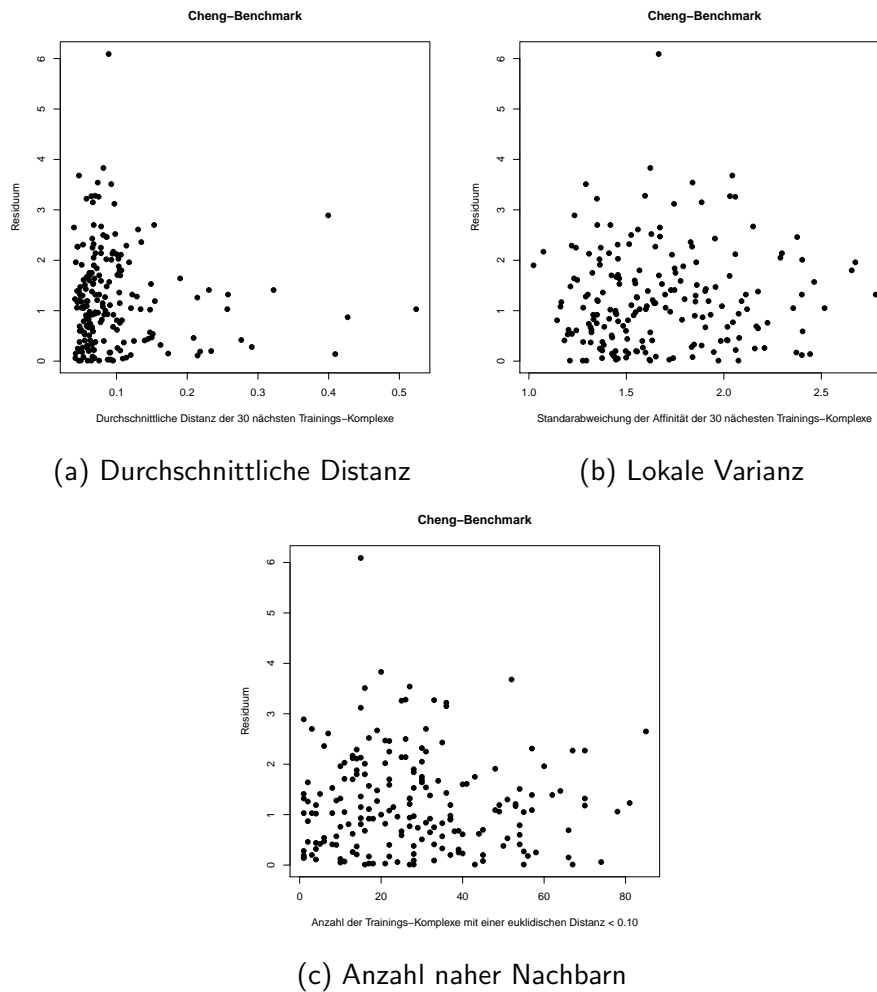 Cheng−Benchmark
Residuum
0 1 2 3 4 5 6
0.1 0.2 0.3 0.4 0.5
Durchschnittliche Distanz der 30 nächsten Trainings−Komplexe
(a) Durchschnittliche Distanz
Cheng−Benchmark
Residuum
0 1 2 3 4 5 6
1.0 1.5 2.0 2.5
Standarabweichung der Affinität der 30 nächesten Trainings−Komplexe
(b) Lokale Varianz
Cheng−Benchmark
Residuum
0 1 2 3 4 5 6
0 20 40 60 80
Anzahl der Trainings−Komplexe mit einer euklidischen Distanz < 0.10
(c) Anzahl naher Nachbarn